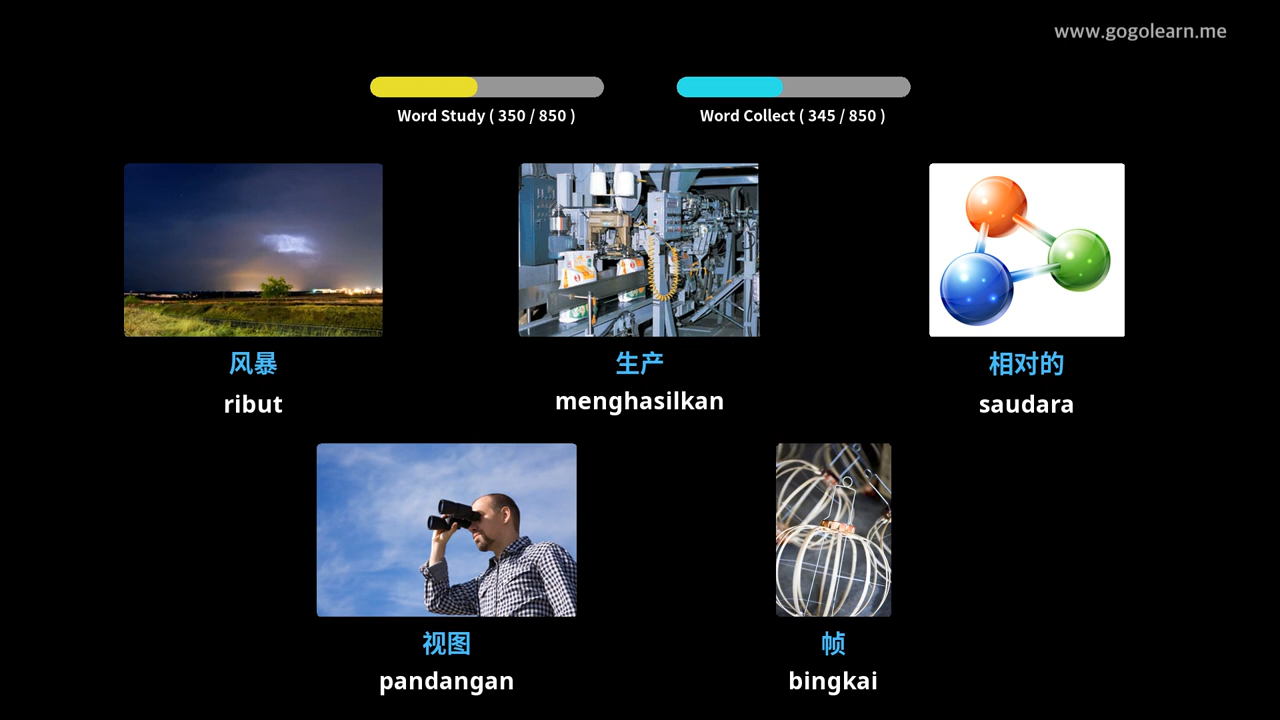 www.gogolearn.me
Word Study ( 350 / 850 )
Word Collect ( 345 / 850 )
风暴
ribut
生产
menghasilkan
相对的
saudara
视图
pandangan
帧
bingkai